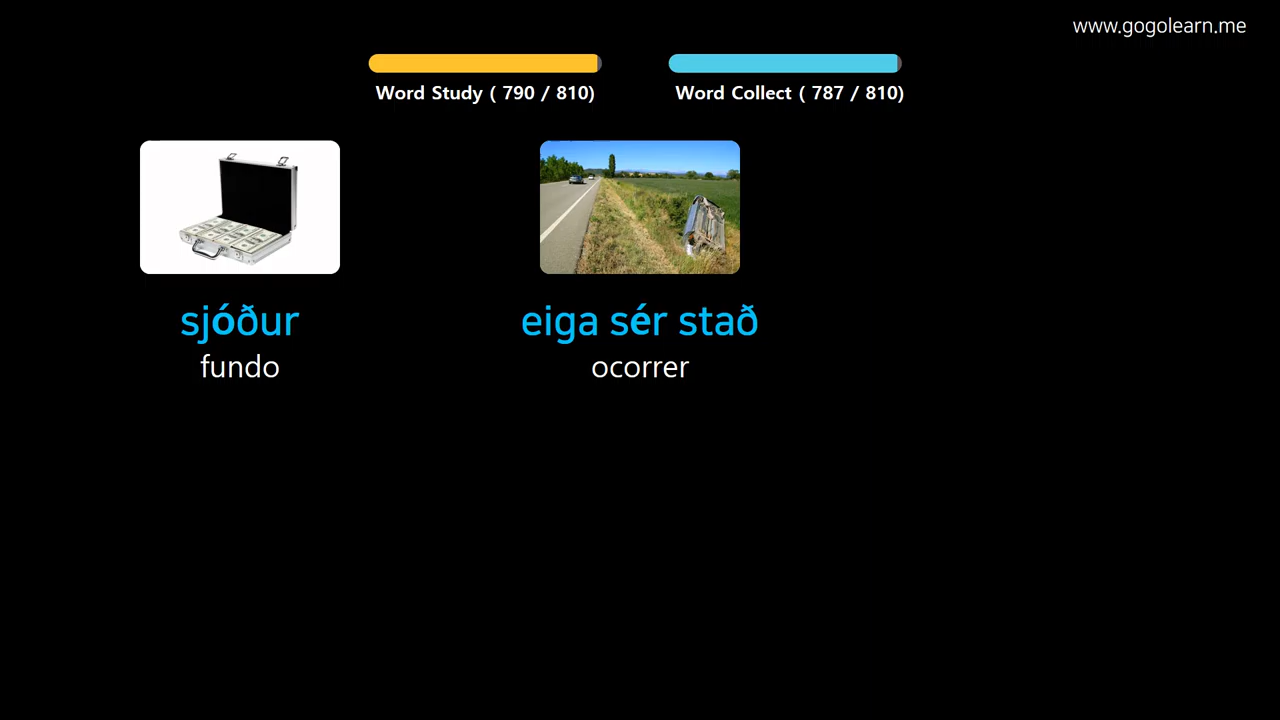 www.gogolearn.me
Word Study ( 790 / 810)
Word Collect ( 787 / 810)
sjóður
fundo
eiga sér stað
ocorrer